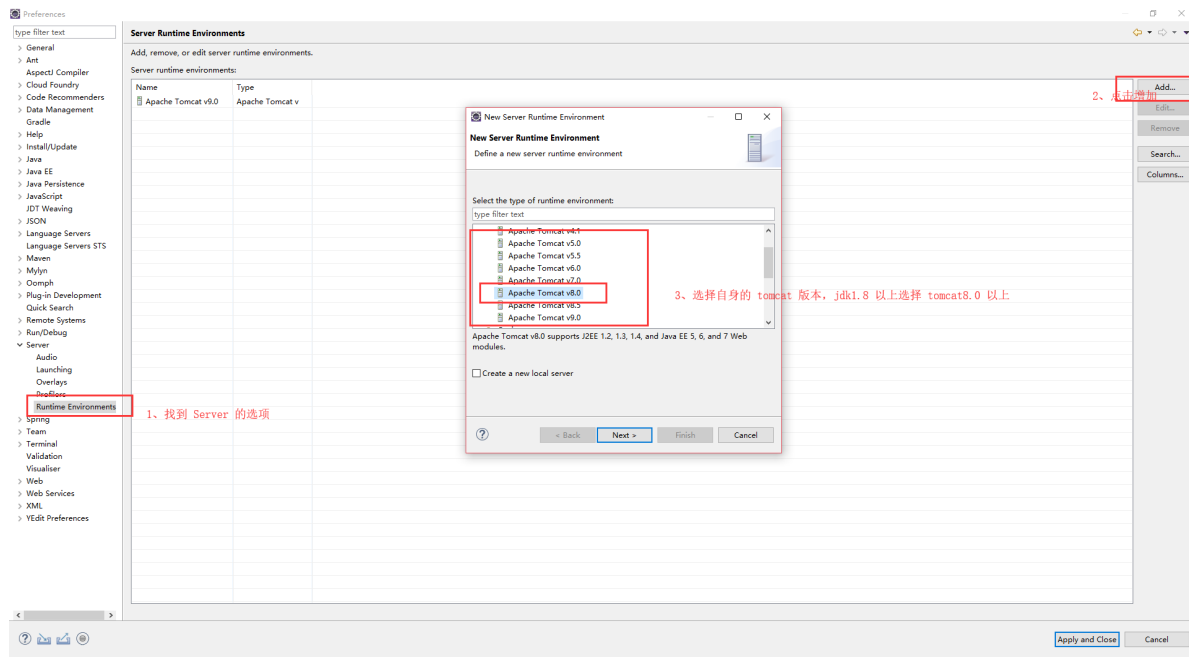 Preferences
type filter text
General
Ant
AspectJ Compiler
Cloud Foundry
Code Recommenders
Data Management
Gradle
Help
Install/Update
Java
Java EE
Java Persistence
JavaScript
JDT Weaving
JSON
Language Servers
Language Servers STS
Maven
Mylyn
Oomph
Plug-in Development
Quick Search
Remote Systems
Run/Debug
Server
Audio
Launching
Overlays
Profilers
Runtime Environments
Spring
Team
Terminal
Validation
Visualiser
Web
Web Services
XML
YEdit Preferences
1、找到 Server 的选项
Server Runtime Environments
Add, remove, or edit server runtime environments.
Server runtime environments:
Name Type
Apache Tomcat v9.0 Apache Tomcat v
2、点击增加
Add...
Edit...
Remove
Search...
Columns...
New Server Runtime Environment
New Server Runtime Environment
Define a new server runtime environment
Select the type of runtime environment:
type filter text
Apache Tomcat v4.1
Apache Tomcat v5.0
Apache Tomcat v5.5
Apache Tomcat v6.0
Apache Tomcat v7.0
Apache Tomcat v8.0
Apache Tomcat v8.5
Apache Tomcat v9.0
3、选择自身的 tomcat 版本，jdk1.8 以上选择 tomcat8.0 以上
Apache Tomcat v8.0 supports J2EE 1.2, 1.3, 1.4, and Java EE 5, 6, and 7 Web
modules.
Create a new local server
< Back Next > Finish Cancel
Apply and Close Cancel